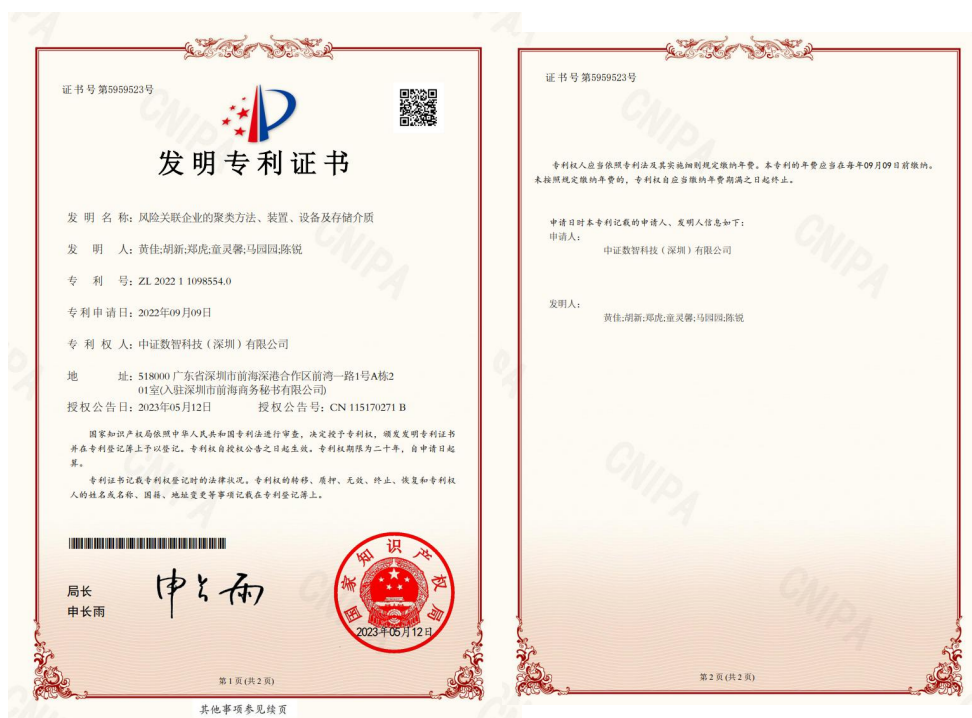 证书号第5959523号
发明专利证书
发 明 名 称：风险关联企业的聚类方法、装置、设备及存储介质
发 明 人：黄佳;胡新;郑虎;童灵馨;马园园;陈锐
专 利 号：ZL 2022 1 1098554.0
专利申请日：2022年09月09日
专 利 权 人：中证数智科技（深圳）有限公司
地 址：518000 广东省深圳市前海深港合作区前湾一路1号A栋2
01室(入驻深圳市前海商务秘书有限公司)
授权公告日：2023年05月12日 授权公告号：CN 115170271 B
国家知识产权局依照中华人民共和国专利法进行审查，决定授予专利权，颁发发明专利证书
并在专利登记簿上予以登记。专利权自授权公告之日起生效。专利权期限为二十年，自申请日起
算。
专利证书记载专利权登记时的法律状况。专利权的转移、质押、无效、终止、恢复和专利权
人的姓名或名称、国籍、地址变更等事项记载在专利登记簿上。
局长
申长雨
申长雨
国家知识产权局
2023年05月12日
第 1 页 (共 2 页)
其他事项参见续页
证书号第5959523号
专利权人应当依照专利法及其实施细则规定缴纳年费。本专利的年费应当在每年09月09日前缴纳。
未按照规定缴纳年费的，专利权自应当缴纳年费期满之日起终止。
申请日时本专利记载的申请人、发明人信息如下：
申请人：
中证数智科技（深圳）有限公司
发明人：
黄佳;胡新;郑虎;童灵馨;马园园;陈锐
第 2 页 (共 2 页)
CNIPA
CNIPA
CNIPA
CNIPA
CNIPA
CNIPA
CNIPA